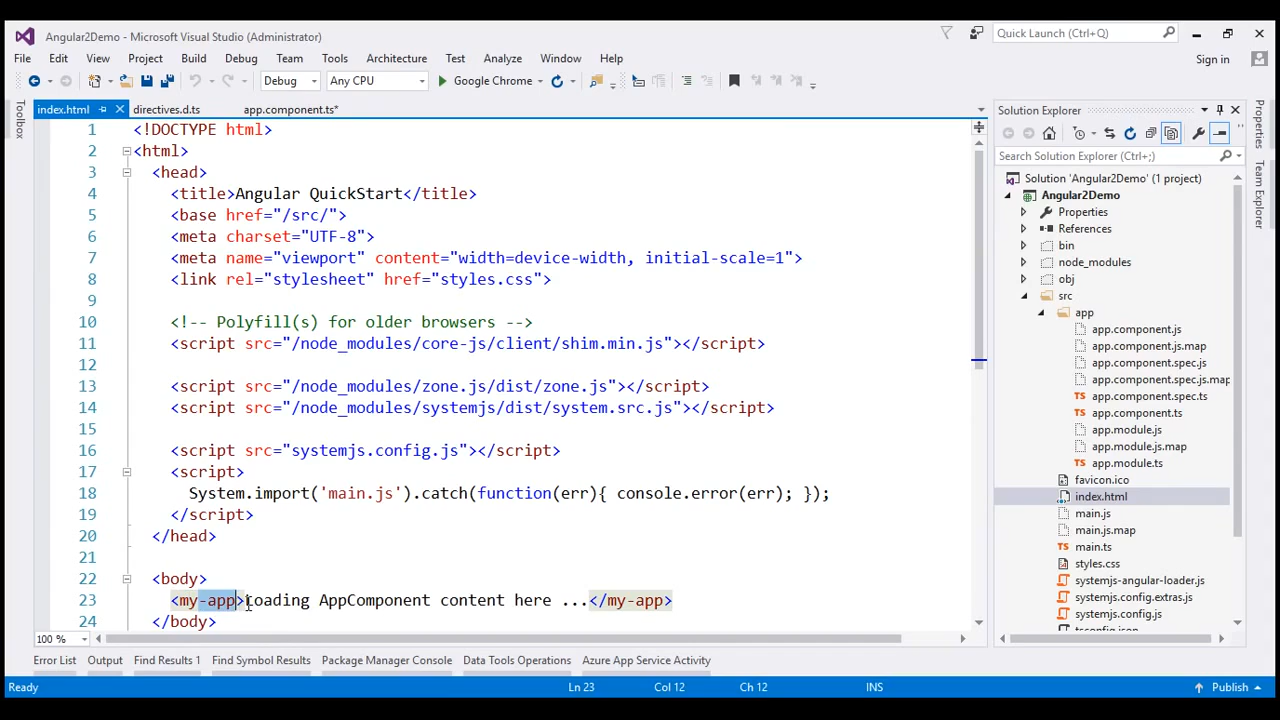 Angular2Demo - Microsoft Visual Studio (Administrator)
Quick Launch (Ctrl+Q)
File Edit View Project Build Debug Team Tools Architecture Test Analyze Window Help
Sign in
Debug Any CPU Google Chrome
Toolbox
index.html directives.d.ts app.component.ts*
1 <!DOCTYPE html>
2 <html>
3 <head>
4 <title>Angular QuickStart</title>
5 <base href="/src/">
6 <meta charset="UTF-8">
7 <meta name="viewport" content="width=device-width, initial-scale=1">
8 <link rel="stylesheet" href="styles.css">
9
10 <!-- Polyfill(s) for older browsers -->
11 <script src="/node_modules/core-js/client/shim.min.js"></script>
12
13 <script src="/node_modules/zone.js/dist/zone.js"></script>
14 <script src="/node_modules/systemjs/dist/system.src.js"></script>
15
16 <script src="systemjs.config.js"></script>
17 <script>
18 System.import('main.js').catch(function(err){ console.error(err); });
19 </script>
20 </head>
21
22 <body>
23 <my-app>Loading AppComponent content here ...</my-app>
24 </body>
100 %
Solution Explorer
Search Solution Explorer (Ctrl+;)
Solution 'Angular2Demo' (1 project)
Angular2Demo
Properties
References
bin
node_modules
obj
src
app
app.component.js
app.component.js.map
app.component.spec.js
app.component.spec.js.map
app.component.spec.ts
app.component.ts
app.module.js
app.module.js.map
app.module.ts
favicon.ico
index.html
main.js
main.js.map
main.ts
styles.css
systemjs-angular-loader.js
systemjs.config.extras.js
systemjs.config.js
tsconfig.json
Properties
Team Explorer
Error List Output Find Results 1 Find Symbol Results Package Manager Console Data Tools Operations Azure App Service Activity
Ready Ln 23 Col 12 Ch 12 INS Publish